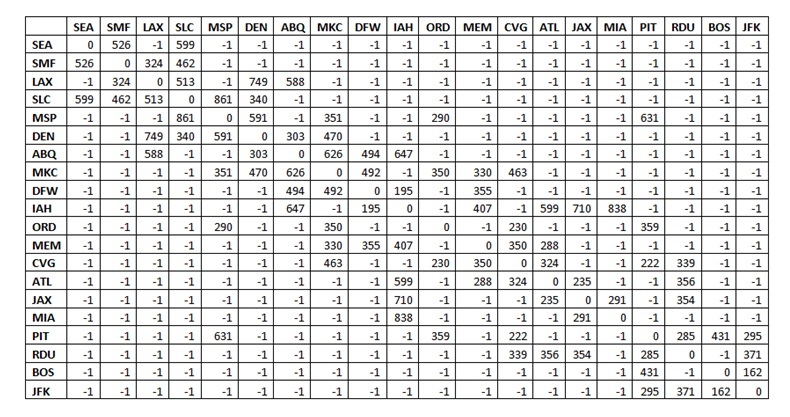 SEA SMF LAX SLC MSP DEN ABQ MKC DFW IAH ORD MEM CVG ATL JAX MIA PIT RDU BOS JFK
SEA 0 526 -1 599 -1 -1 -1 -1 -1 -1 -1 -1 -1 -1 -1 -1 -1 -1 -1 -1
SMF 526 0 324 462 -1 -1 -1 -1 -1 -1 -1 -1 -1 -1 -1 -1 -1 -1 -1 -1
LAX -1 324 0 513 -1 749 588 -1 -1 -1 -1 -1 -1 -1 -1 -1 -1 -1 -1 -1
SLC 599 462 513 0 861 340 -1 -1 -1 -1 -1 -1 -1 -1 -1 -1 -1 -1 -1 -1
MSP -1 -1 -1 861 0 591 -1 351 -1 -1 290 -1 -1 -1 -1 -1 631 -1 -1 -1
DEN -1 -1 749 340 591 0 303 470 -1 -1 -1 -1 -1 -1 -1 -1 -1 -1 -1 -1
ABQ -1 -1 588 -1 -1 303 0 626 494 647 -1 -1 -1 -1 -1 -1 -1 -1 -1 -1
MKC -1 -1 -1 -1 351 470 626 0 492 -1 350 330 463 -1 -1 -1 -1 -1 -1 -1
DFW -1 -1 -1 -1 -1 -1 494 492 0 195 -1 355 -1 -1 -1 -1 -1 -1 -1 -1
IAH -1 -1 -1 -1 -1 -1 647 -1 195 0 -1 407 -1 599 710 838 -1 -1 -1 -1
ORD -1 -1 -1 -1 290 -1 -1 350 -1 -1 0 -1 230 -1 -1 -1 359 -1 -1 -1
MEM -1 -1 -1 -1 -1 -1 -1 330 355 407 -1 0 350 288 -1 -1 -1 -1 -1 -1
CVG -1 -1 -1 -1 -1 -1 -1 463 -1 -1 230 350 0 324 -1 -1 222 339 -1 -1
ATL -1 -1 -1 -1 -1 -1 -1 -1 -1 599 -1 288 324 0 235 -1 -1 356 -1 -1
JAX -1 -1 -1 -1 -1 -1 -1 -1 -1 710 -1 -1 -1 235 0 291 -1 354 -1 -1
MIA -1 -1 -1 -1 -1 -1 -1 -1 -1 838 -1 -1 -1 -1 291 0 -1 -1 -1 -1
PIT -1 -1 -1 -1 631 -1 -1 -1 -1 -1 359 -1 222 -1 -1 -1 0 285 431 295
RDU -1 -1 -1 -1 -1 -1 -1 -1 -1 -1 -1 -1 339 356 354 -1 285 0 -1 371
BOS -1 -1 -1 -1 -1 -1 -1 -1 -1 -1 -1 -1 -1 -1 -1 -1 431 -1 0 162
JFK -1 -1 -1 -1 -1 -1 -1 -1 -1 -1 -1 -1 -1 -1 -1 -1 295 371 162 0